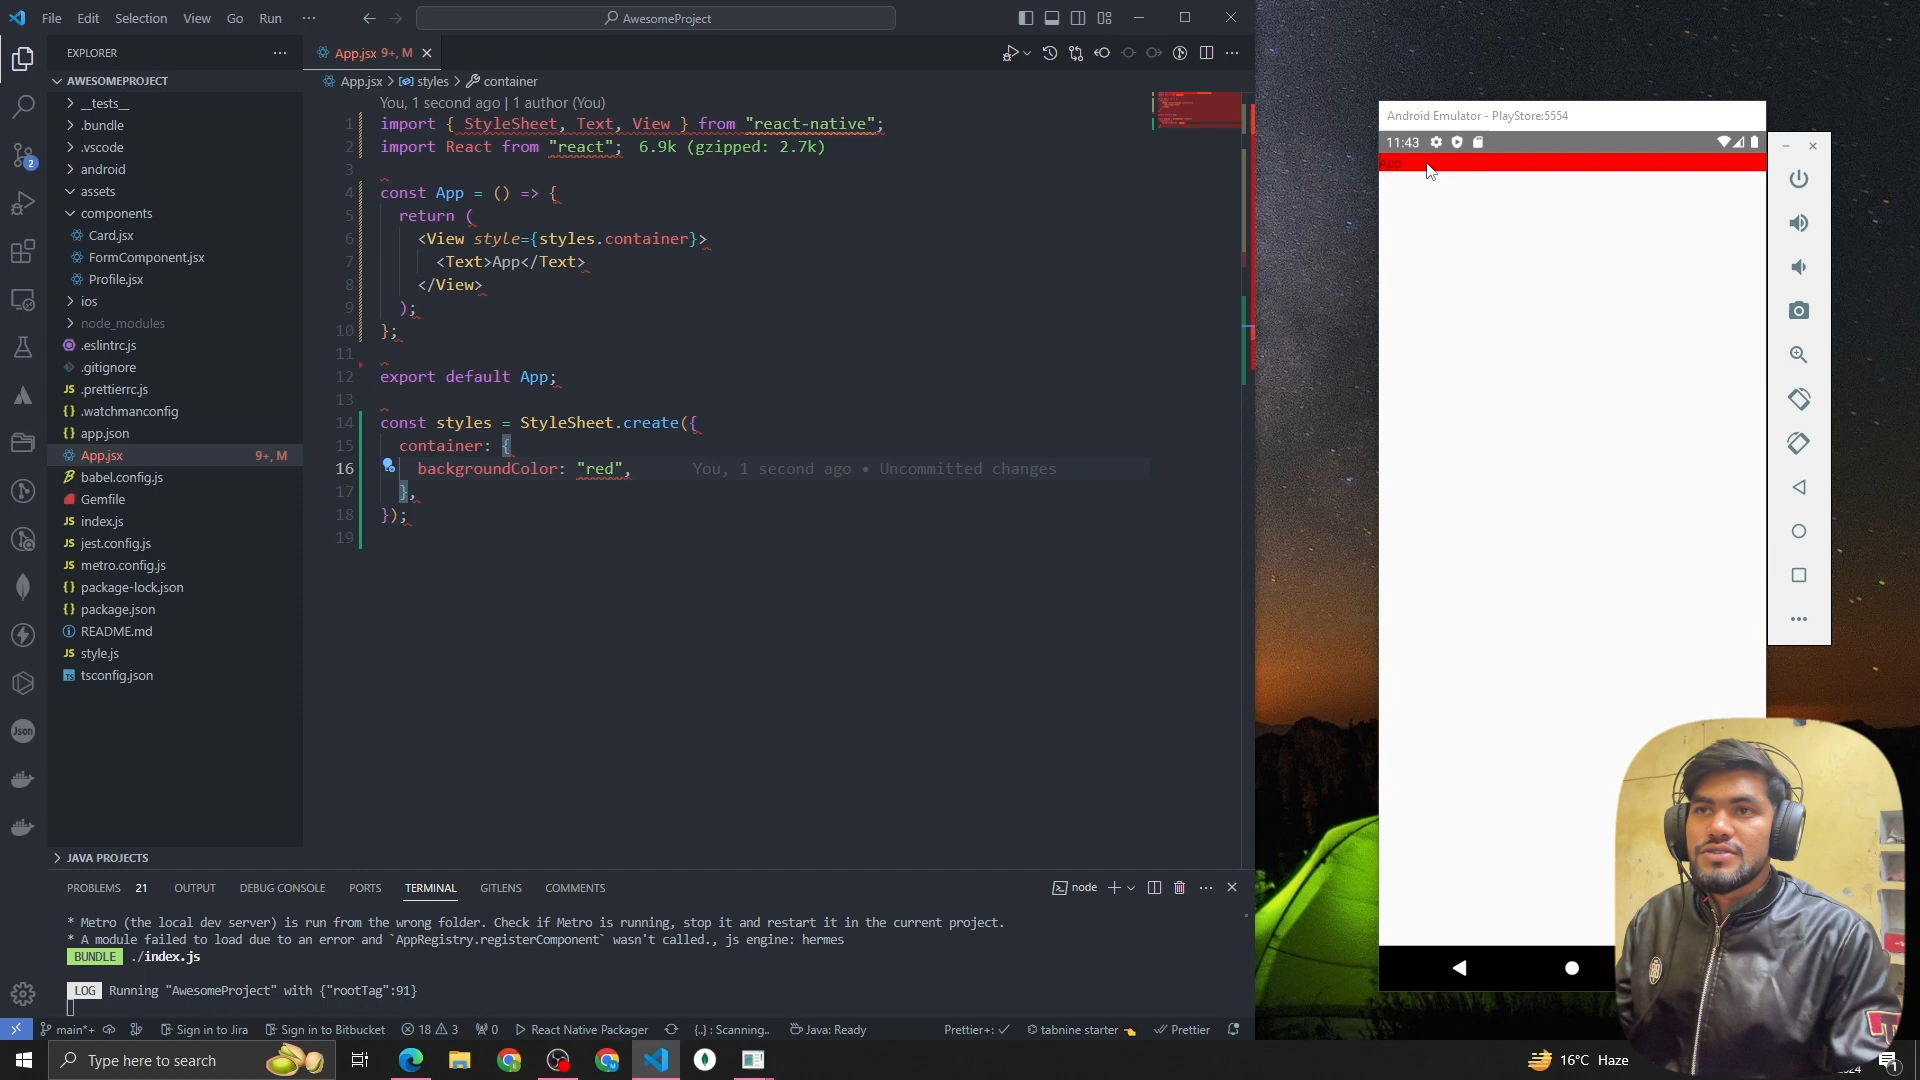 File Edit Selection View Go Run ···
AwesomeProject
EXPLORER
AWESOMEPROJECT
__tests__
.bundle
.vscode
android
assets
components
Card.jsx
FormComponent.jsx
Profile.jsx
ios
node_modules
.eslintrc.js
.gitignore
.prettierrc.js
.watchmanconfig
app.json
App.jsx 9+, M
babel.config.js
Gemfile
index.js
jest.config.js
metro.config.js
package-lock.json
package.json
README.md
style.js
tsconfig.json
JAVA PROJECTS
2
Json
App.jsx 9+, M
App.jsx > styles > container
You, 1 second ago | 1 author (You)
1 import { StyleSheet, Text, View } from "react-native";
2 import React from "react"; 6.9k (gzipped: 2.7k)
3
4 const App = () => {
5 return (
6 <View style={styles.container}>
7 <Text>App</Text>
8 </View>
9 );
10 };
11
12 export default App;
13
14 const styles = StyleSheet.create({
15 container: {
16 backgroundColor: "red", You, 1 second ago • Uncommitted changes
17 },
18 });
19
PROBLEMS 21 OUTPUT DEBUG CONSOLE PORTS TERMINAL GITLENS COMMENTS
node
* Metro (the local dev server) is run from the wrong folder. Check if Metro is running, stop it and restart it in the current project.
* A module failed to load due to an error and `AppRegistry.registerComponent` wasn't called., js engine: hermes
BUNDLE ./index.js
LOG Running "AwesomeProject" with {"rootTag":91}
main*+ Sign in to Jira Sign in to Bitbucket 18 3 0 React Native Packager {..} : Scanning.. Java: Ready Prettier+: tabnine starter Prettier
Android Emulator - PlayStore:5554
11:43
App
Type here to search
16°C Haze
1